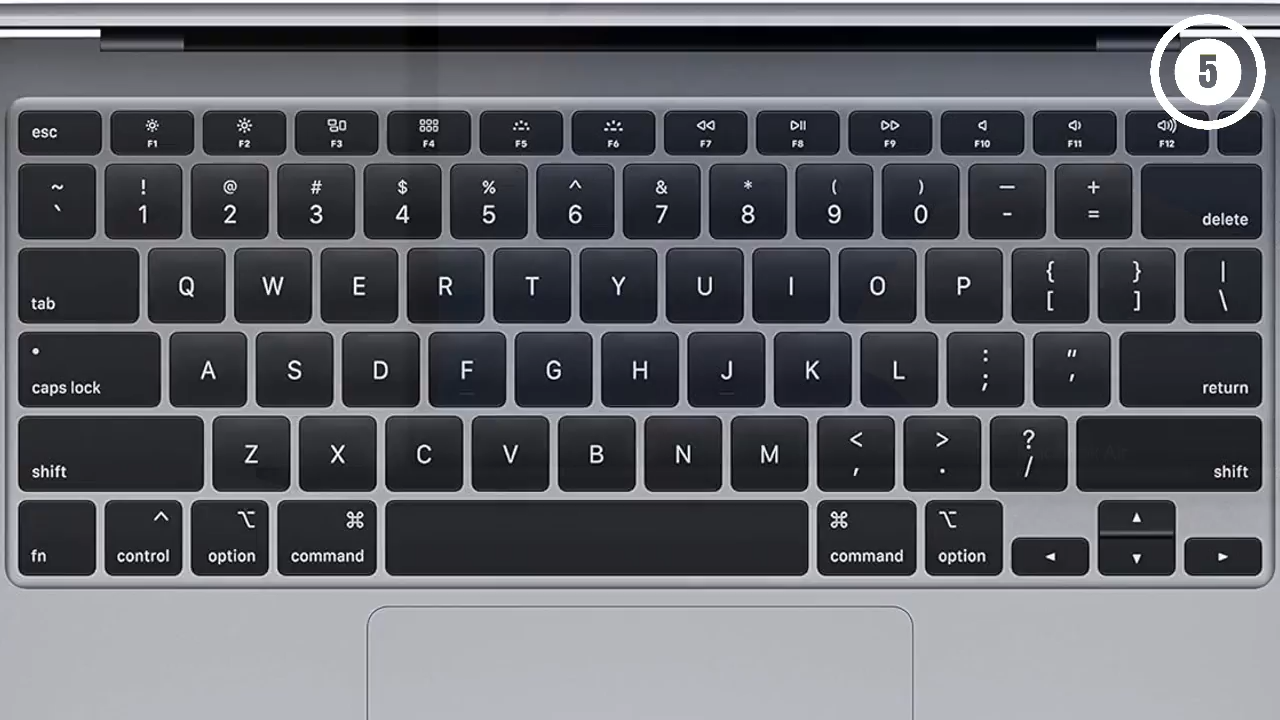 5
esc F1 F2 F3 F4 F5 F6 F7 F8 F9 F10 F11 F12
~ ! @ # $ % ^ & * ( ) — +
` 1 2 3 4 5 6 7 8 9 0 - = delete
tab Q W E R T Y U I O P { [ } ] | \
caps lock A S D F G H J K L : ; " ' return
shift Z X C V B N M < , > . ? / shift
^ ⌥ ⌘ ⌘ ⌥ ▲
fn control option command command option ◀ ▼ ▶